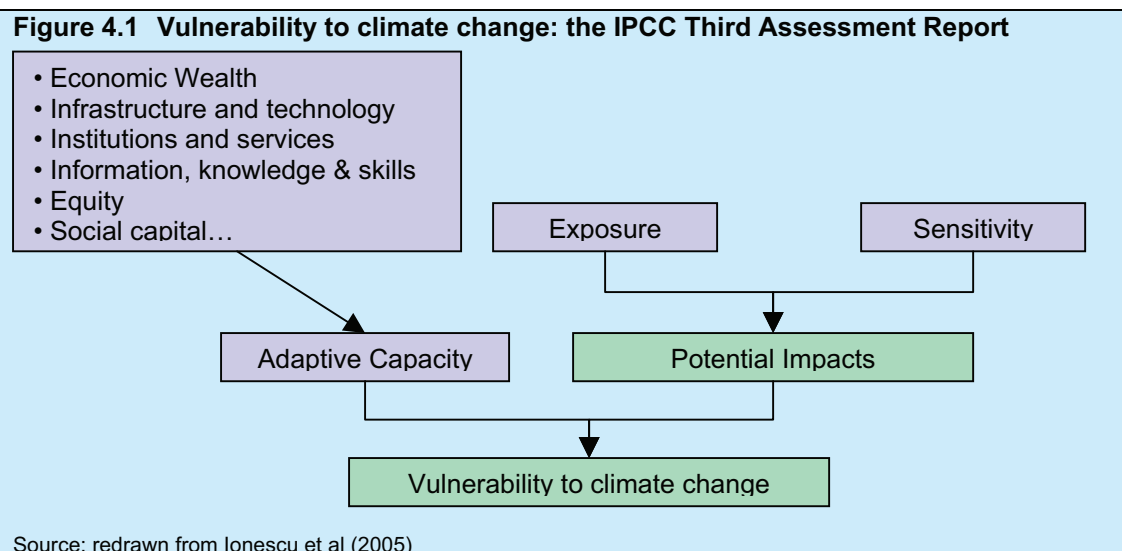 Figure 4.1 Vulnerability to climate change: the IPCC Third Assessment Report
• Economic Wealth
• Infrastructure and technology
• Institutions and services
• Information, knowledge & skills
• Equity
• Social capital…
Exposure
Sensitivity
Adaptive Capacity
Potential Impacts
Vulnerability to climate change
Source: redrawn from Ionescu et al (2005)